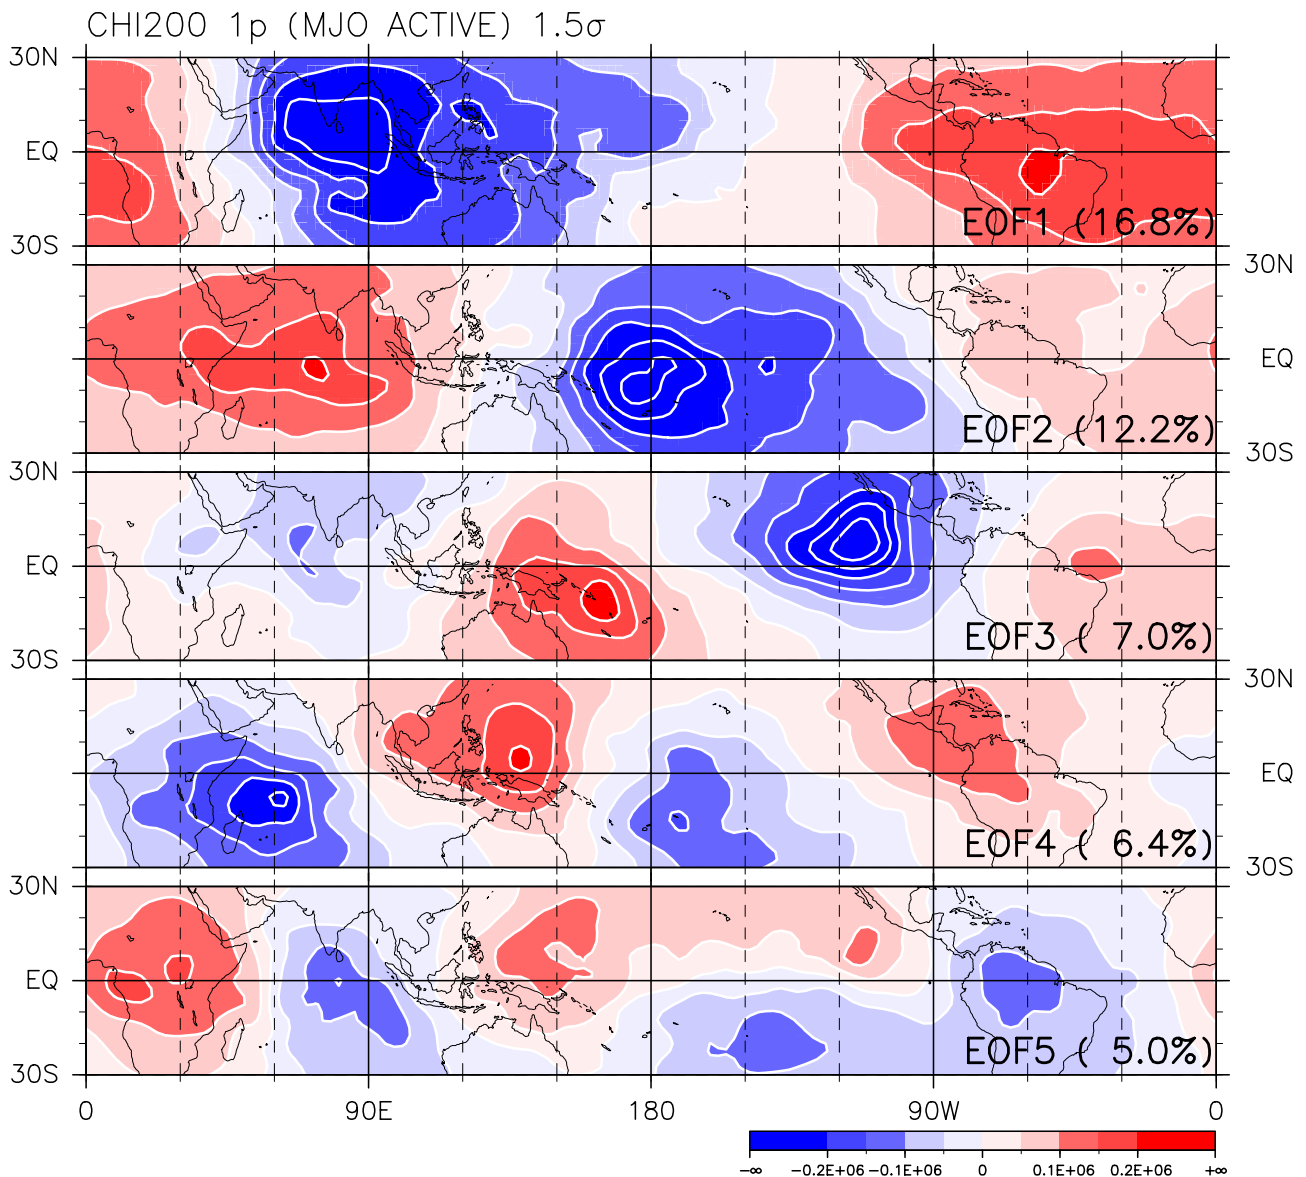 CHI200 1p (MJO ACTIVE) 1.5σ
30N
EQ
30S
EOF1 (16.8%)
30N
EQ
30S
EOF2 (12.2%)
30N
EQ
30S
EOF3 ( 7.0%)
30N
EQ
30S
EOF4 ( 6.4%)
30N
EQ
30S
EOF5 ( 5.0%)
0 90E 180 90W 0
-∞ -0.2E+06 -0.1E+06 0 0.1E+06 0.2E+06 +∞